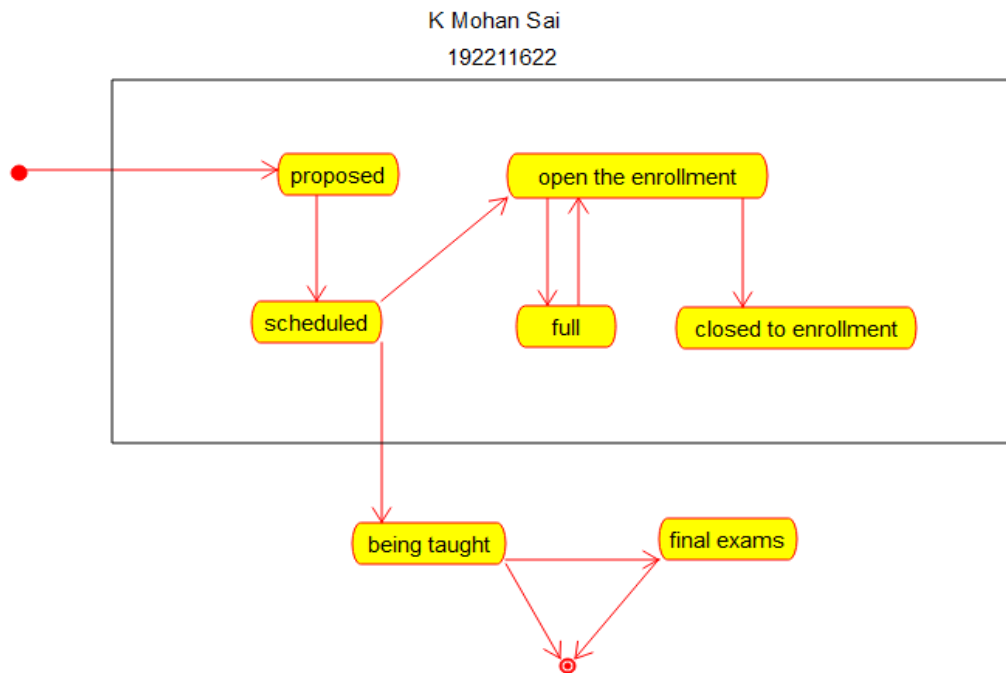 K Mohan Sai
192211622
proposed
open the enrollment
scheduled
full
closed to enrollment
being taught
final exams